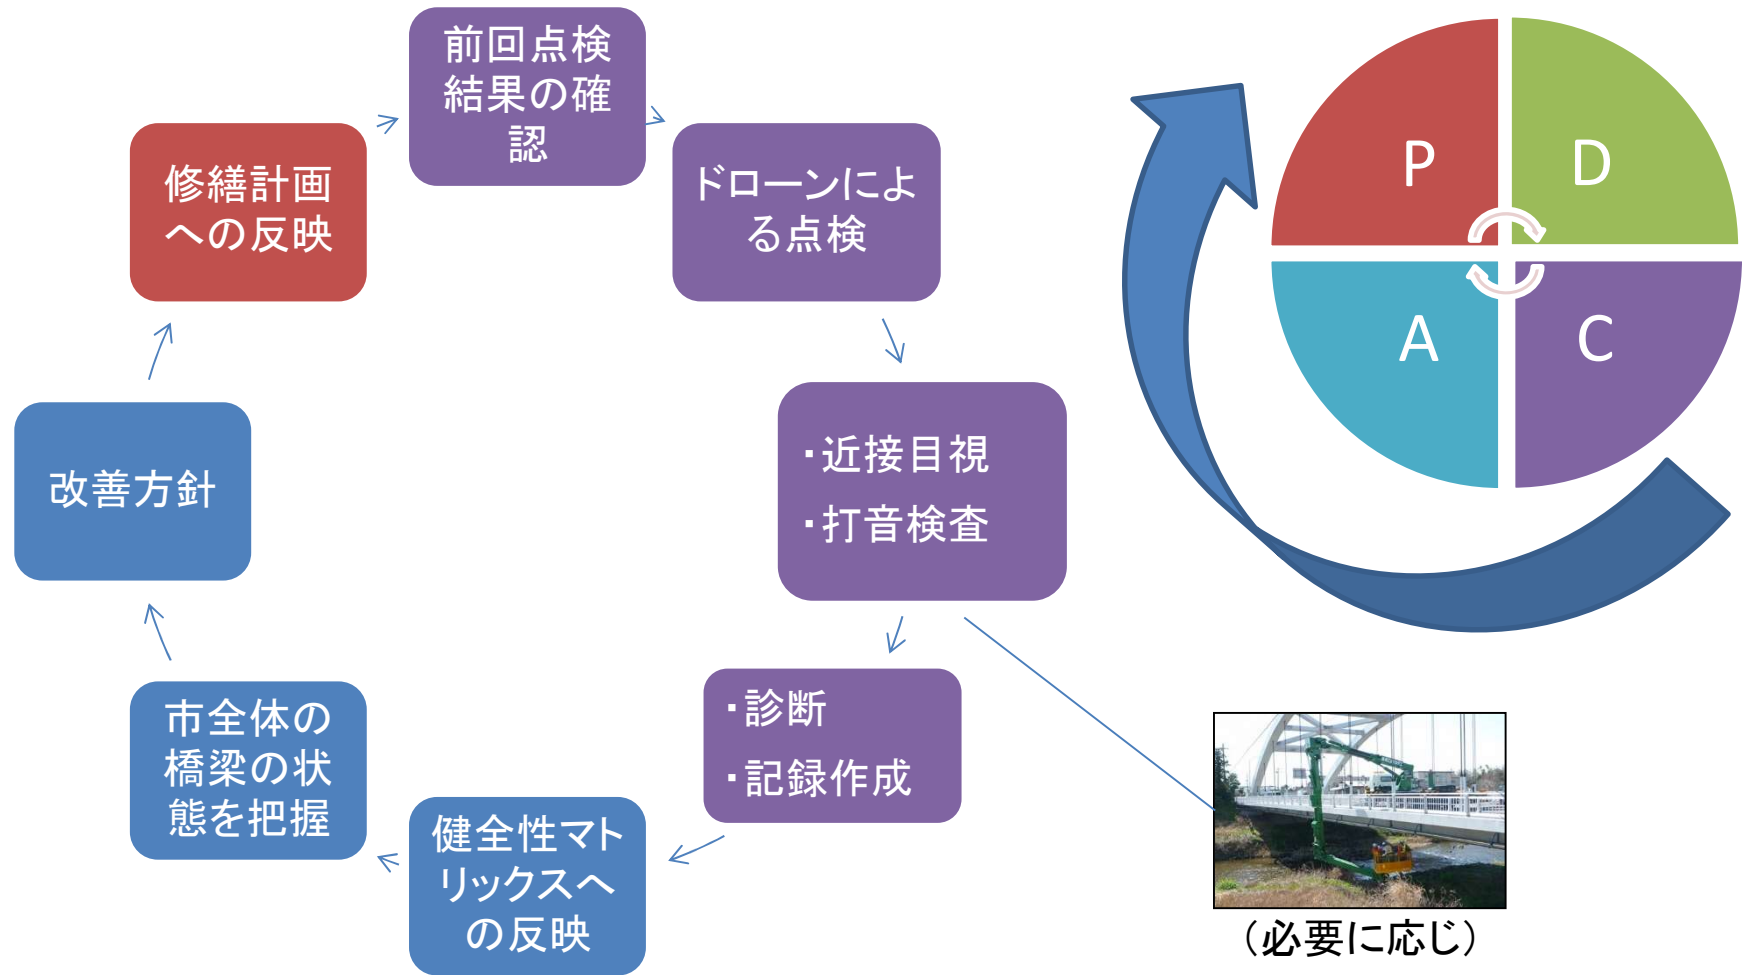 前回点検
結果の確
認
ドローンによ
る点検
・近接目視
・打音検査
・診断
・記録作成
健全性マト
リックスへ
の反映
市全体の
橋梁の状
態を把握
改善方針
修繕計画
への反映
P
D
A
C
（必要に応じ）